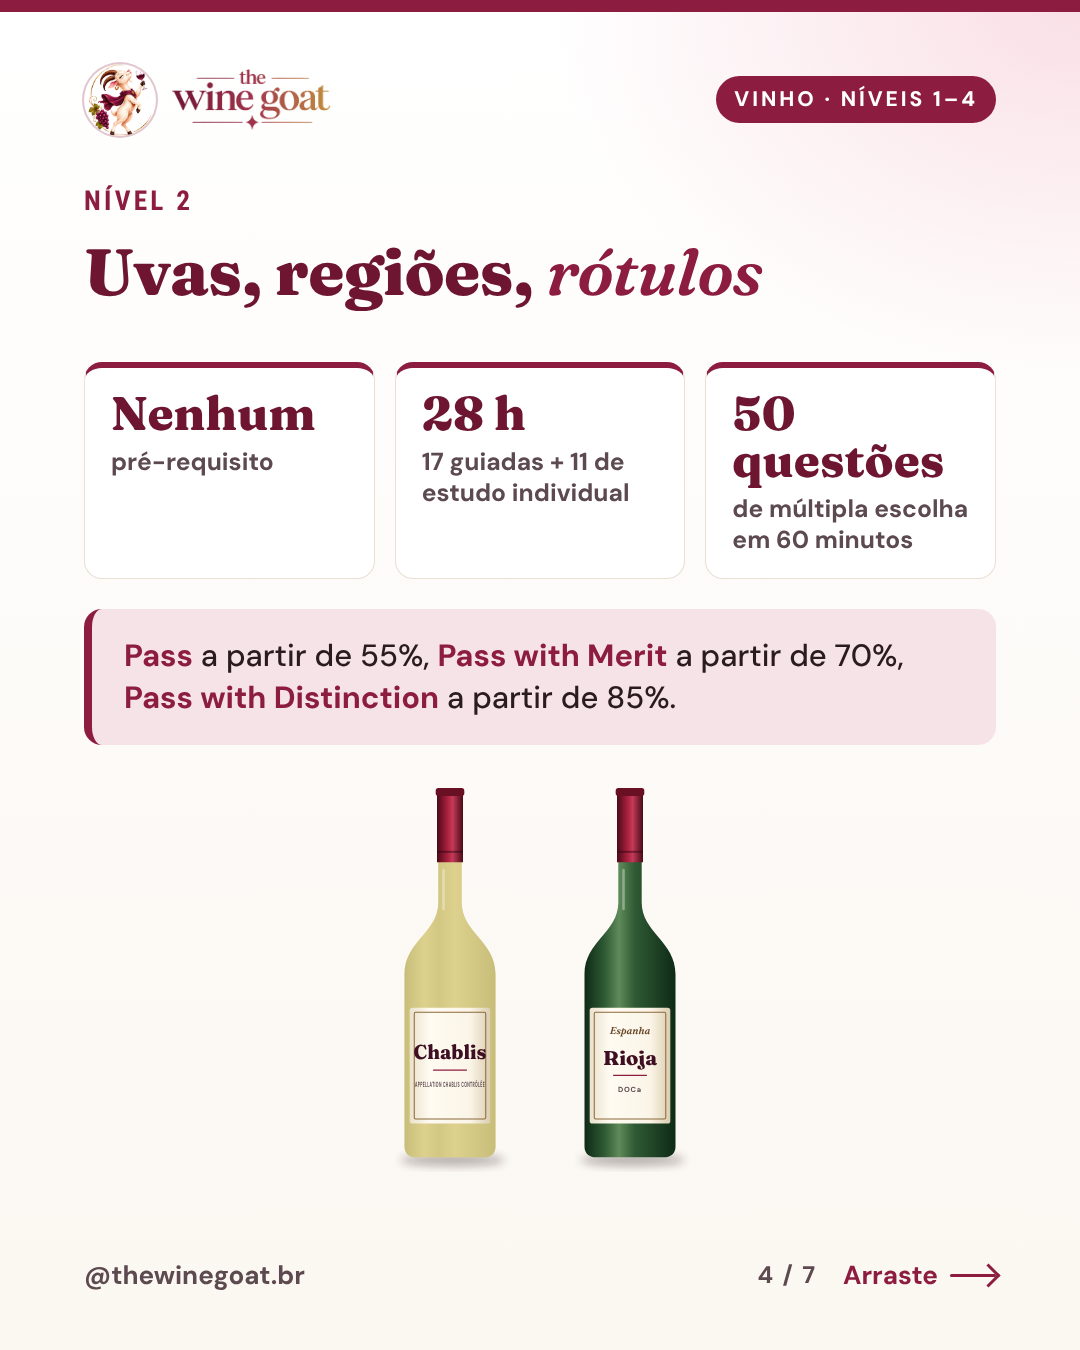 the
wine goat
VINHO · NÍVEIS 1–4
NÍVEL 2
Uvas, regiões, rótulos
Nenhum
pré-requisito
28 h
17 guiadas + 11 de
estudo individual
50
questões
de múltipla escolha
em 60 minutos
Pass a partir de 55%, Pass with Merit a partir de 70%,
Pass with Distinction a partir de 85%.
Chablis
APPELLATION CHABLIS CONTRÔLÉE
Espanha
Rioja
DOCa
@thewinegoat.br
4 / 7
Arraste